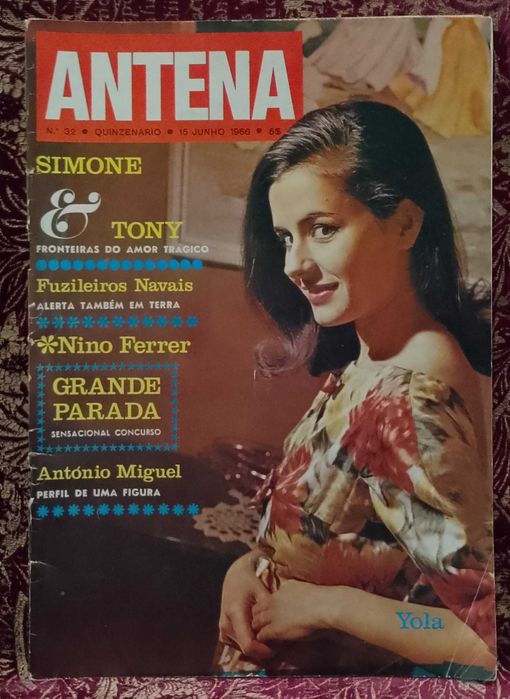 ANTENA
N.º 32 • QUINZENÁRIO • 15 JUNHO 1966 • 5$
SIMONE
& TONY
FRONTEIRAS DO AMOR TRÁGICO
Fuzileiros Navais
ALERTA TAMBÉM EM TERRA
*Nino Ferrer
GRANDE
PARADA
SENSACIONAL CONCURSO
António Miguel
PERFIL DE UMA FIGURA
Yola